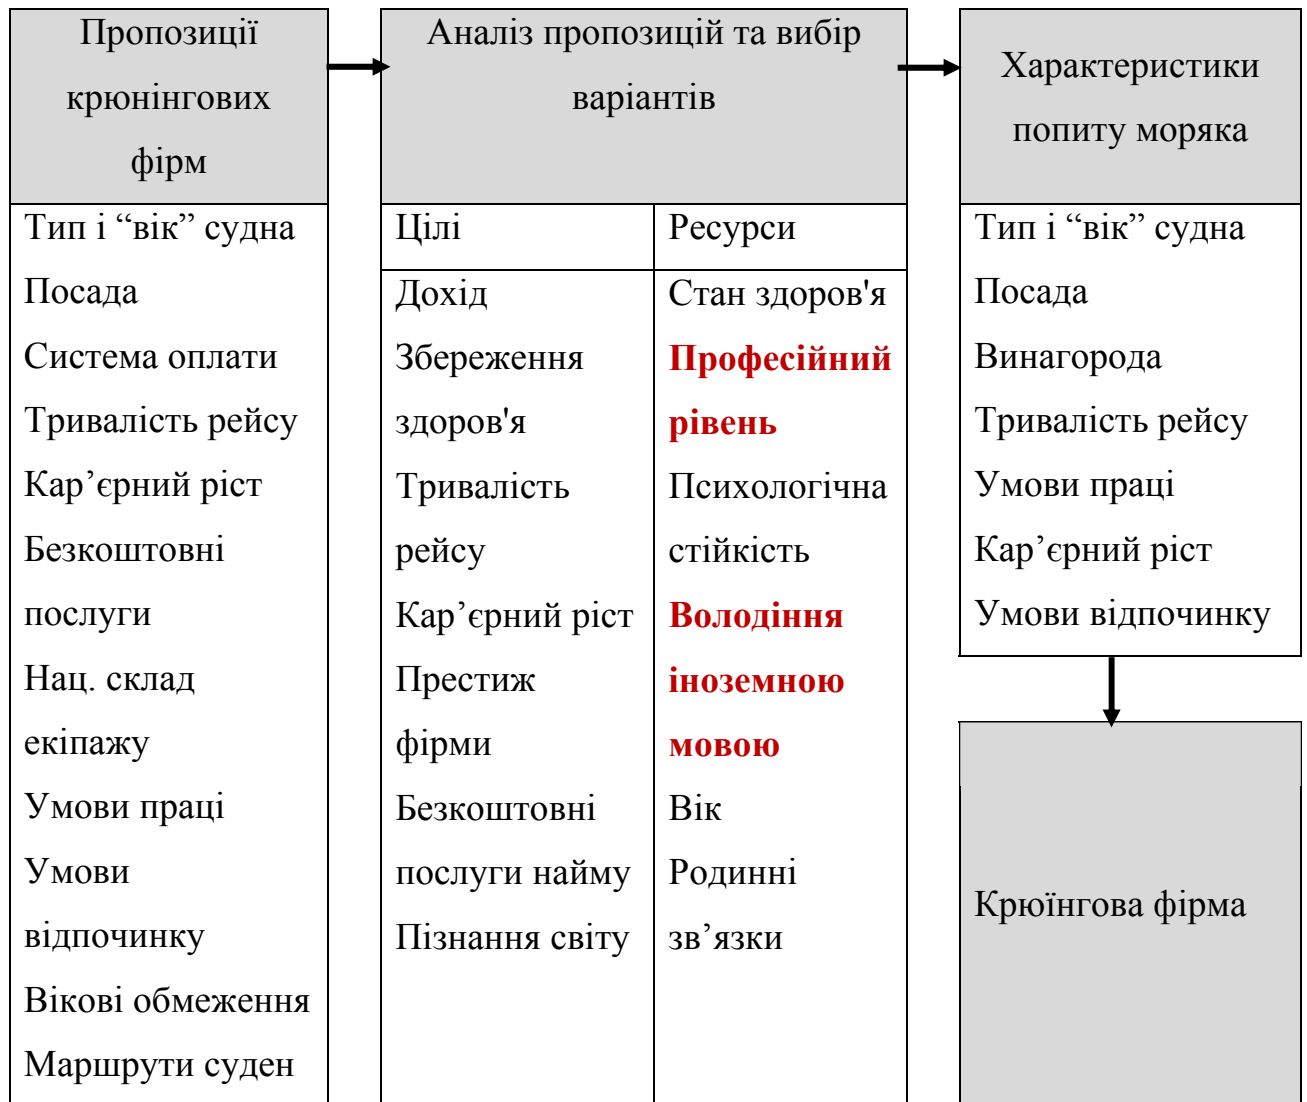 Пропозиції
крюнінгових
фірм
Тип і “вік” судна
Посада
Система оплати
Тривалість рейсу
Кар’єрний ріст
Безкоштовні
послуги
Нац. склад
екіпажу
Умови праці
Умови
відпочинку
Вікові обмеження
Маршрути суден
Аналіз пропозицій та вибір
варіантів
Цілі
Дохід
Збереження
здоров'я
Тривалість
рейсу
Кар’єрний ріст
Престиж
фірми
Безкоштовні
послуги найму
Пізнання світу
Ресурси
Стан здоров'я
Професійний
рівень
Психологічна
стійкість
Володіння
іноземною
мовою
Вік
Родинні
зв’язки
Характеристики
попиту моряка
Тип і “вік” судна
Посада
Винагорода
Тривалість рейсу
Умови праці
Кар’єрний ріст
Умови відпочинку
Крюїнгова фірма